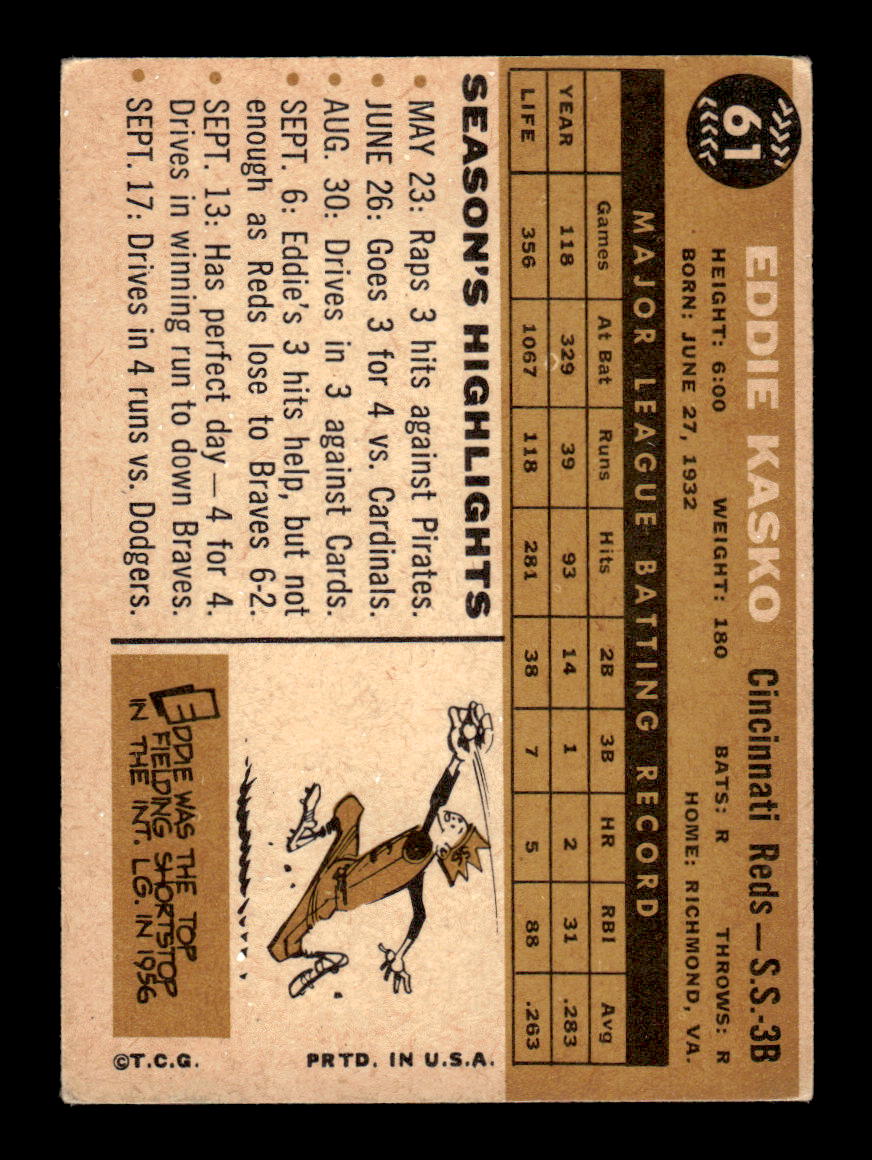 61
EDDIE KASKO Cincinnati Reds—S.S.-3B
HEIGHT: 6:00 WEIGHT: 180 BATS: R THROWS: R
BORN: JUNE 27, 1932 HOME: RICHMOND, VA.
MAJOR LEAGUE BATTING RECORD
Games At Bat Runs Hits 2B 3B HR RBI Avg
YEAR 118 329 39 93 14 1 2 31 .283
LIFE 356 1067 118 281 38 7 5 88 .263
SEASON'S HIGHLIGHTS
• MAY 23: Raps 3 hits against Pirates.
• JUNE 26: Goes 3 for 4 vs. Cardinals.
• AUG. 30: Drives in 3 against Cards.
• SEPT. 6: Eddie's 3 hits help, but not
enough as Reds lose to Braves 6-2.
• SEPT. 13: Has perfect day—4 for 4.
Drives in winning run to down Braves.
• SEPT. 17: Drives in 4 runs vs. Dodgers.
EDDIE WAS THE TOP
FIELDING SHORTSTOP
IN THE INT. LG. IN 1956
©T.C.G. PRTD. IN U.S.A.